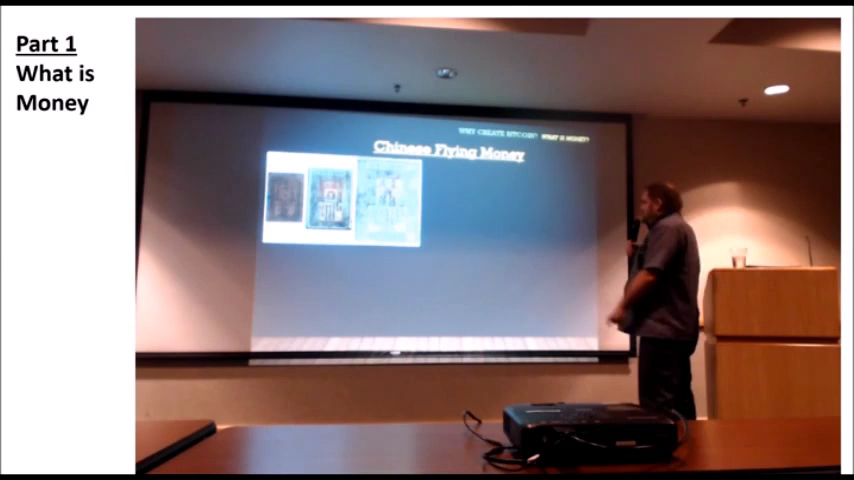 Part 1
What is
Money
WHY CREATE BITCOIN? WHAT IS MONEY?
Chinese Flying Money